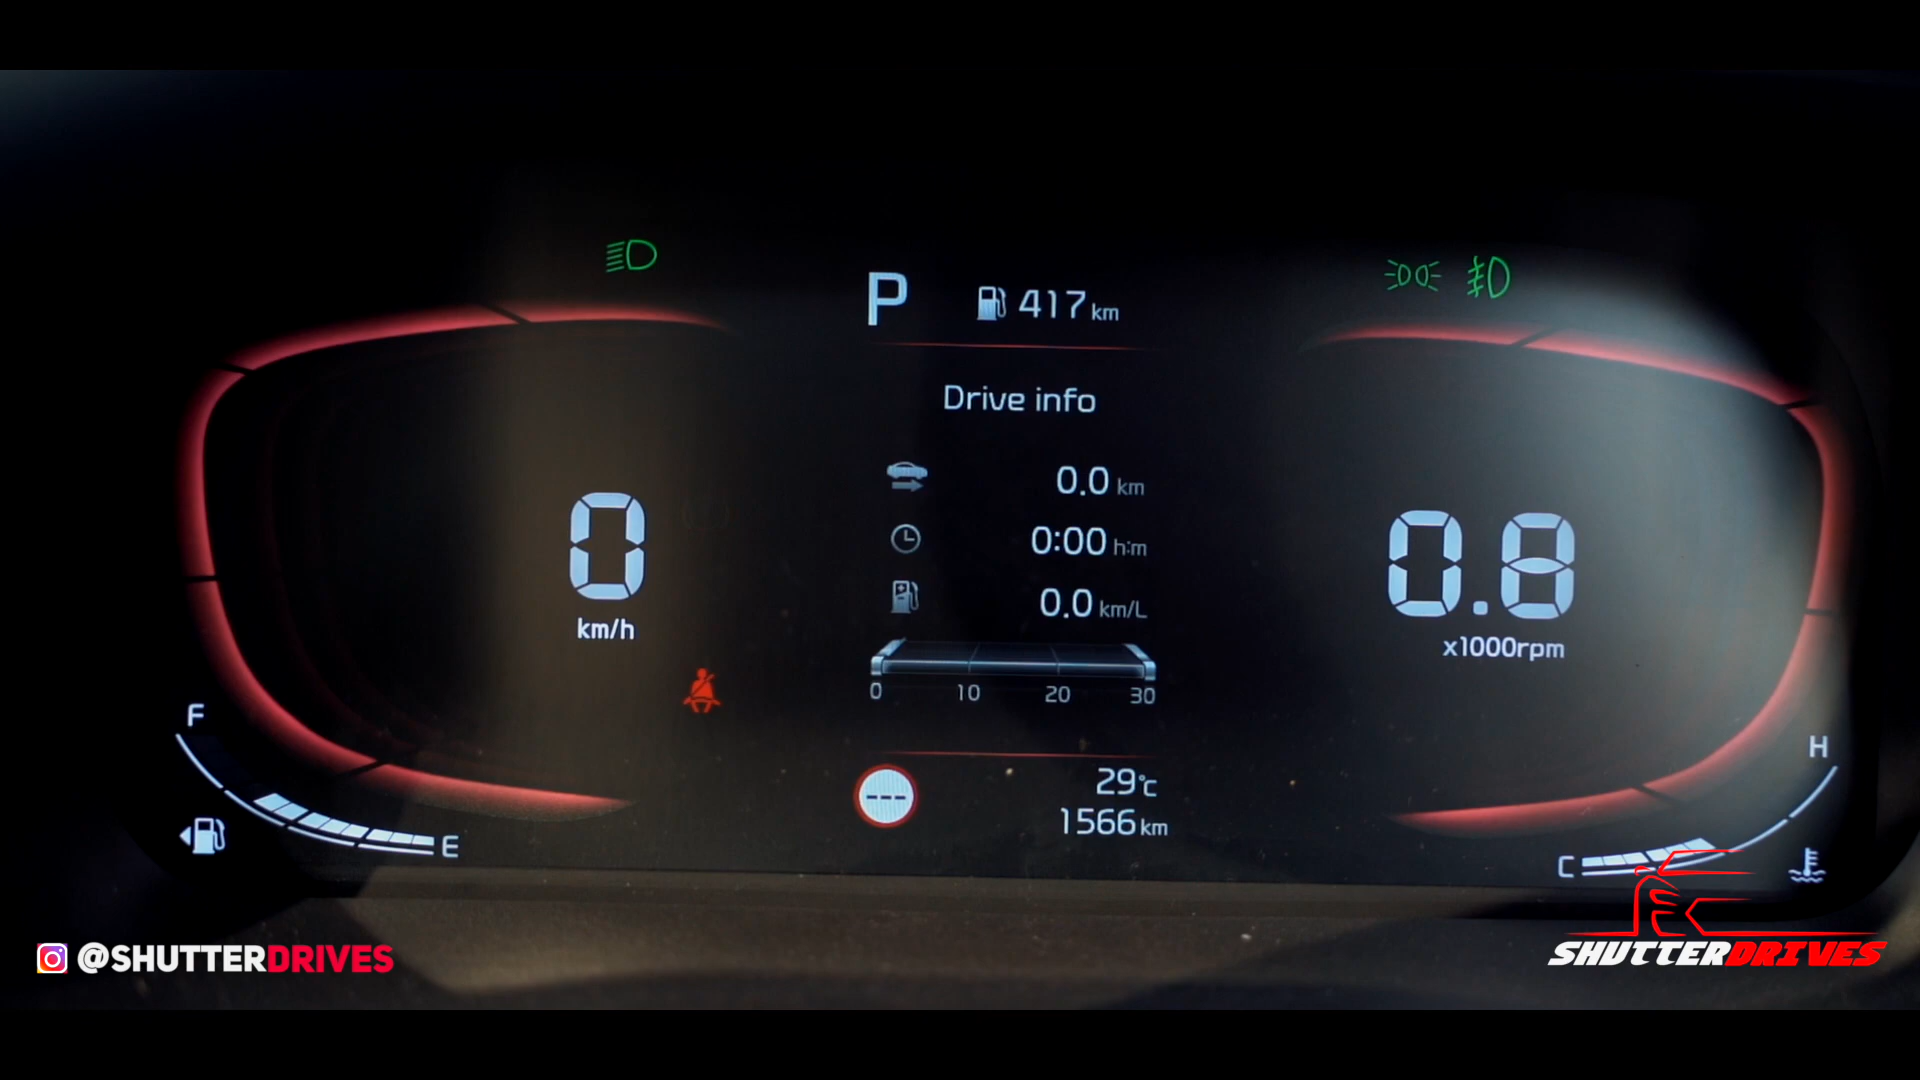 P 417 km
Drive info
0.0 km
0:00 h:m
0.0 km/L
0 10 20 30
0
km/h
0.8
x1000rpm
F
E
---
29°C
1566 km
H
C
@SHUTTERDRIVES
SHUTTERDRIVES